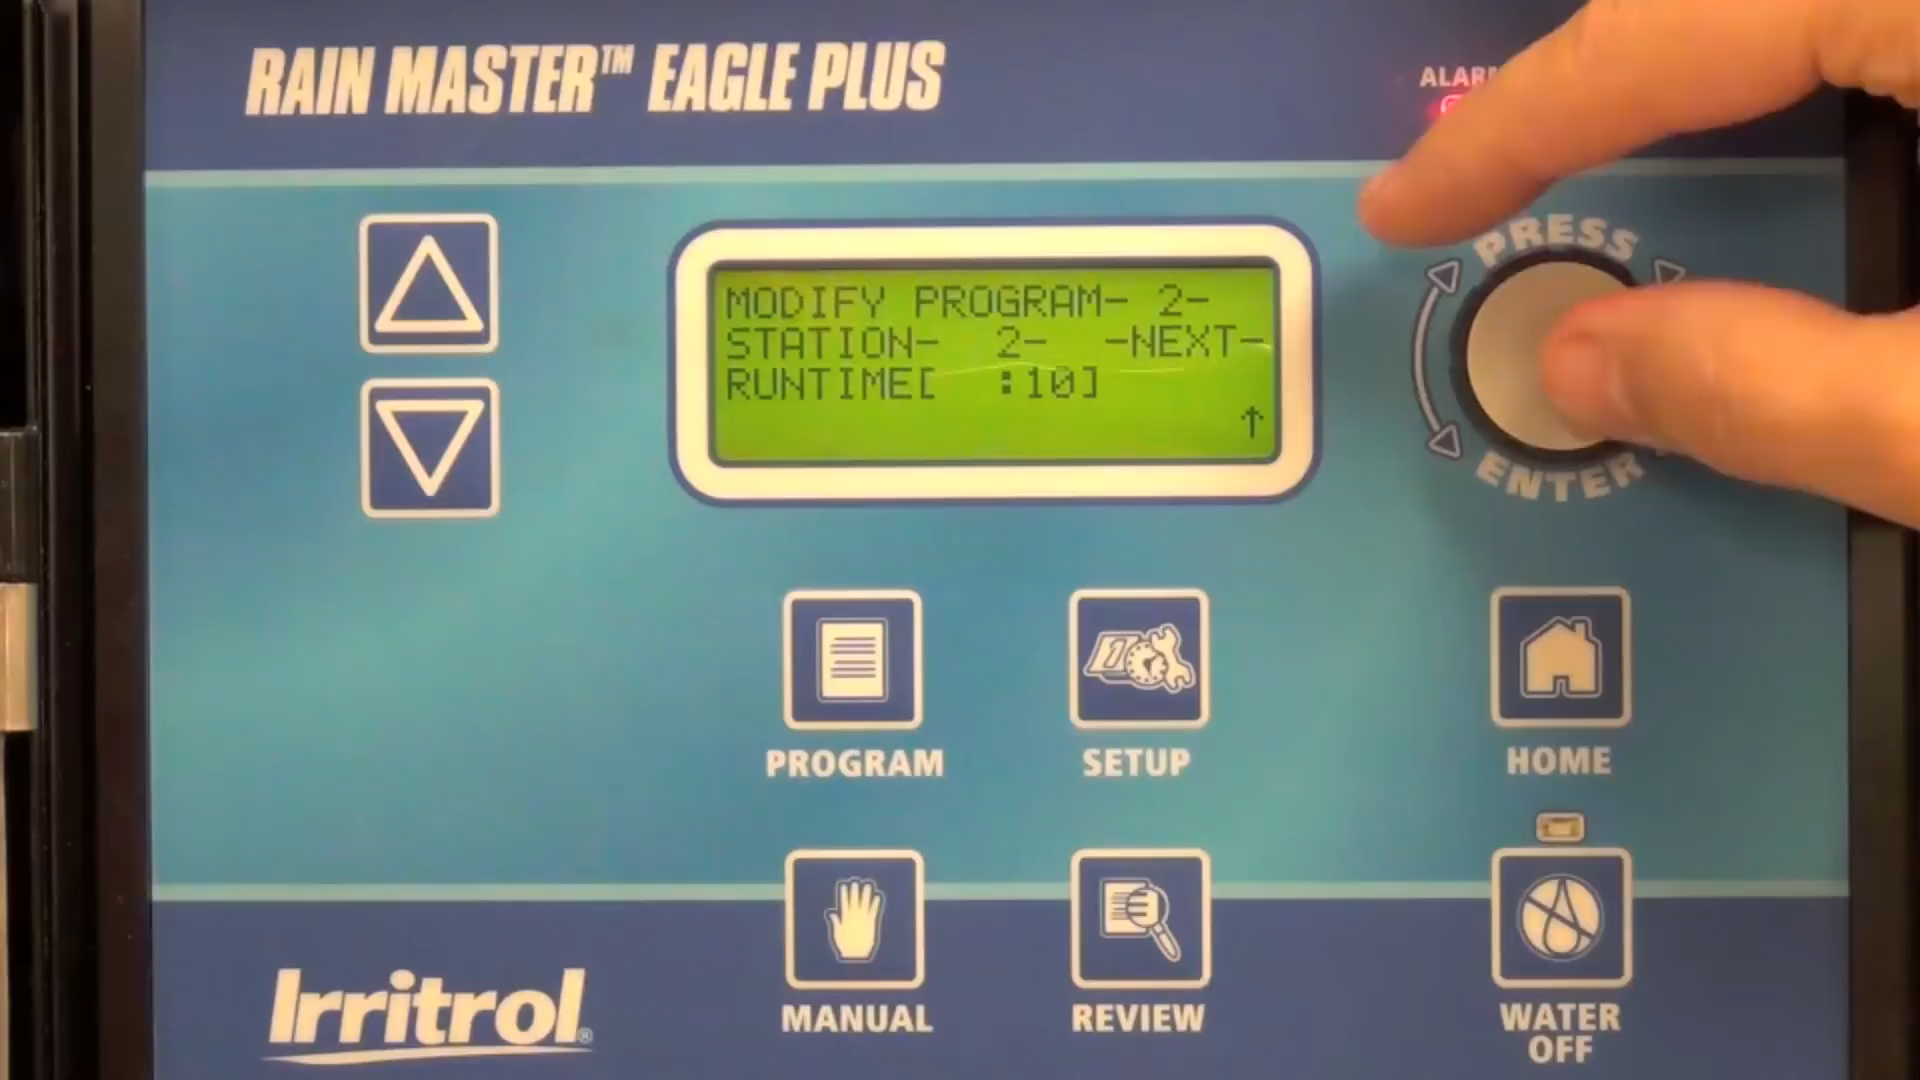 RAIN MASTER™ EAGLE PLUS
MODIFY PROGRAM- 2-
STATION- 2- -NEXT-
RUNTIME[ :10]
↑
PRESS
ENTER
PROGRAM
SETUP
HOME
MANUAL
REVIEW
WATER
OFF
Irritrol®